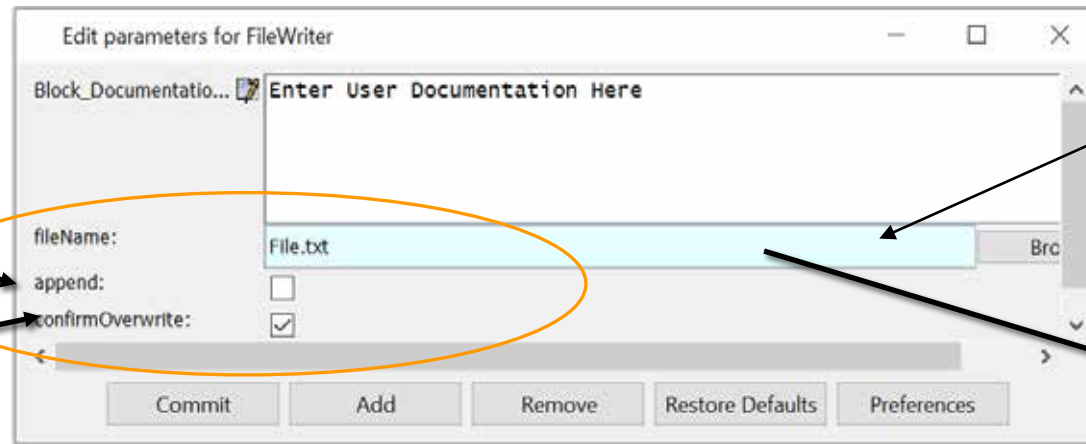 Edit parameters for FileWriter
Block_Documentatio... Enter User Documentation Here
fileName: FIle.txt Bro
append:
confirmOverwrite:
Commit Add Remove Restore Defaults Preferences